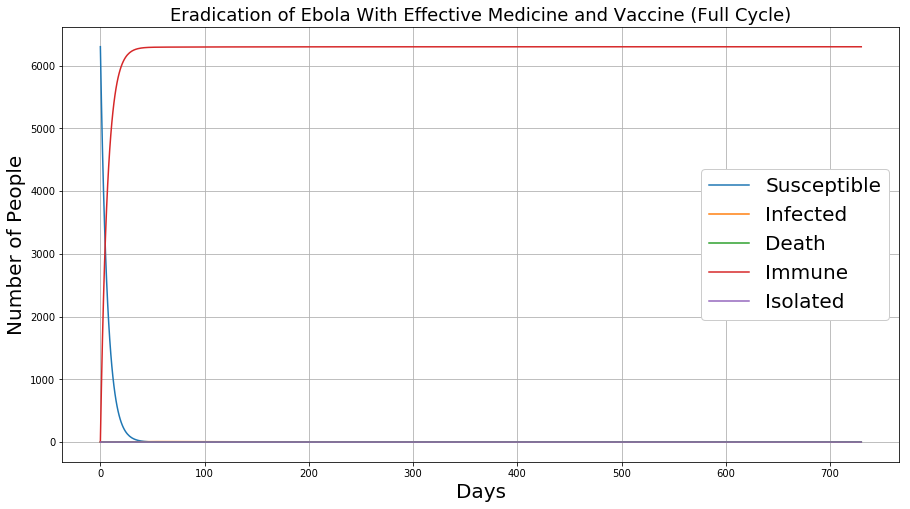 Eradication of Ebola With Effective Medicine and Vaccine (Full Cycle)
Number of People
6000
5000
4000
3000
2000
1000
0
Susceptible
Infected
Death
Immune
Isolated
0 100 200 300 400 500 600 700
Days